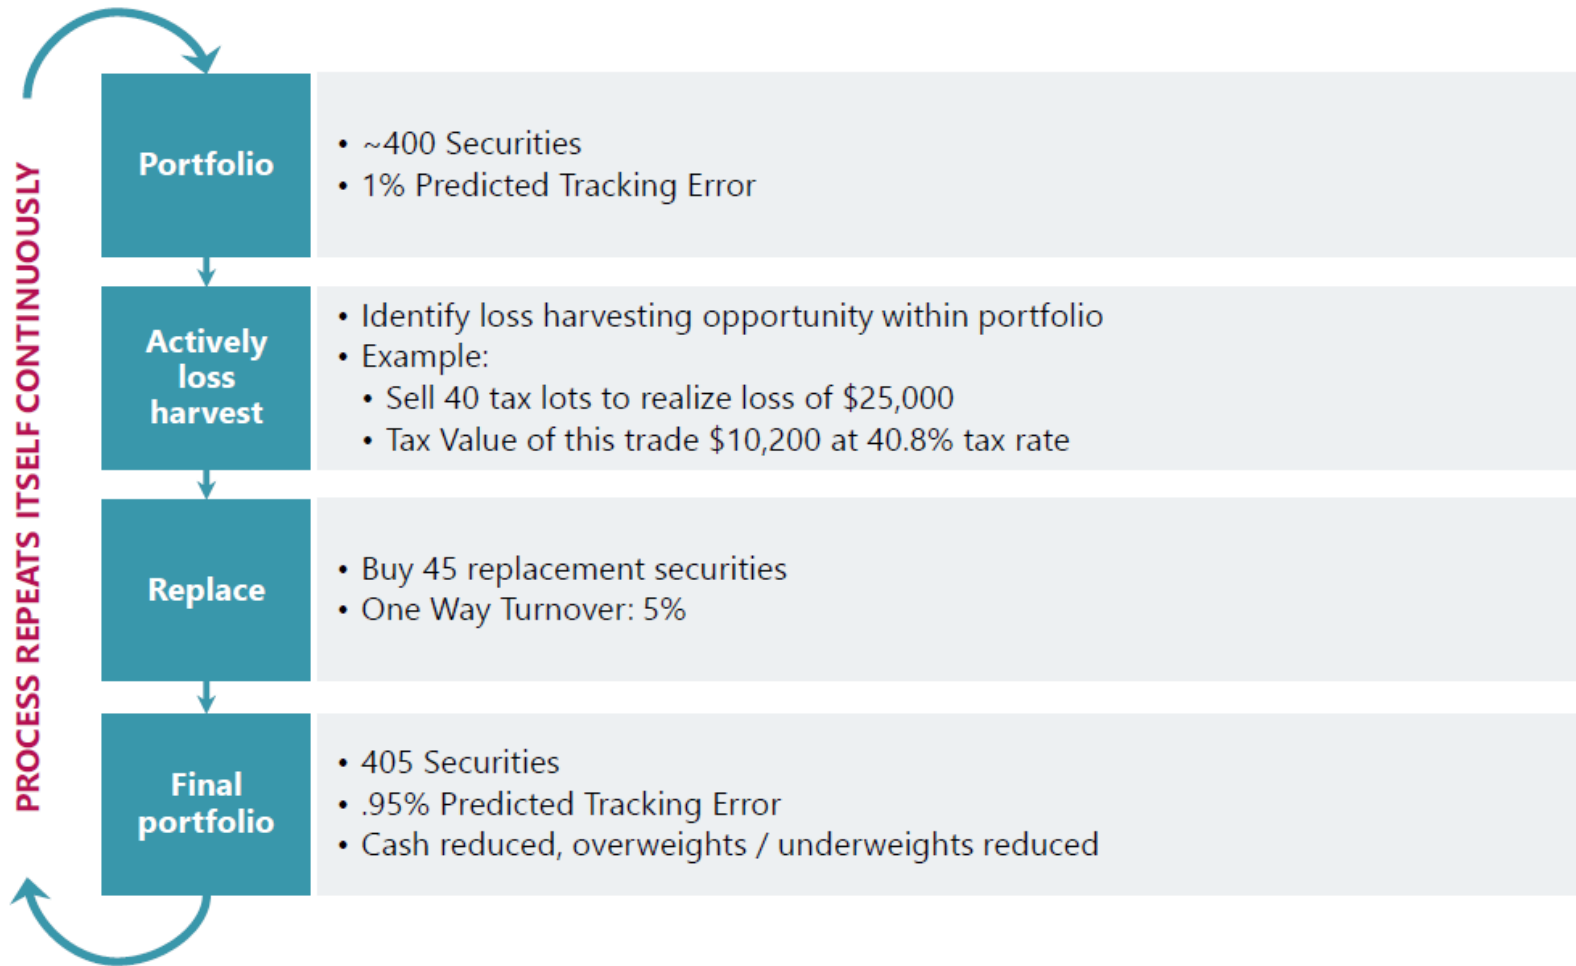 PROCESS REPEATS ITSELF CONTINUOUSLY
Portfolio
• ~400 Securities
• 1% Predicted Tracking Error
Actively
loss
harvest
• Identify loss harvesting opportunity within portfolio
• Example:
• Sell 40 tax lots to realize loss of $25,000
• Tax Value of this trade $10,200 at 40.8% tax rate
Replace
• Buy 45 replacement securities
• One Way Turnover: 5%
Final
portfolio
• 405 Securities
• .95% Predicted Tracking Error
• Cash reduced, overweights / underweights reduced